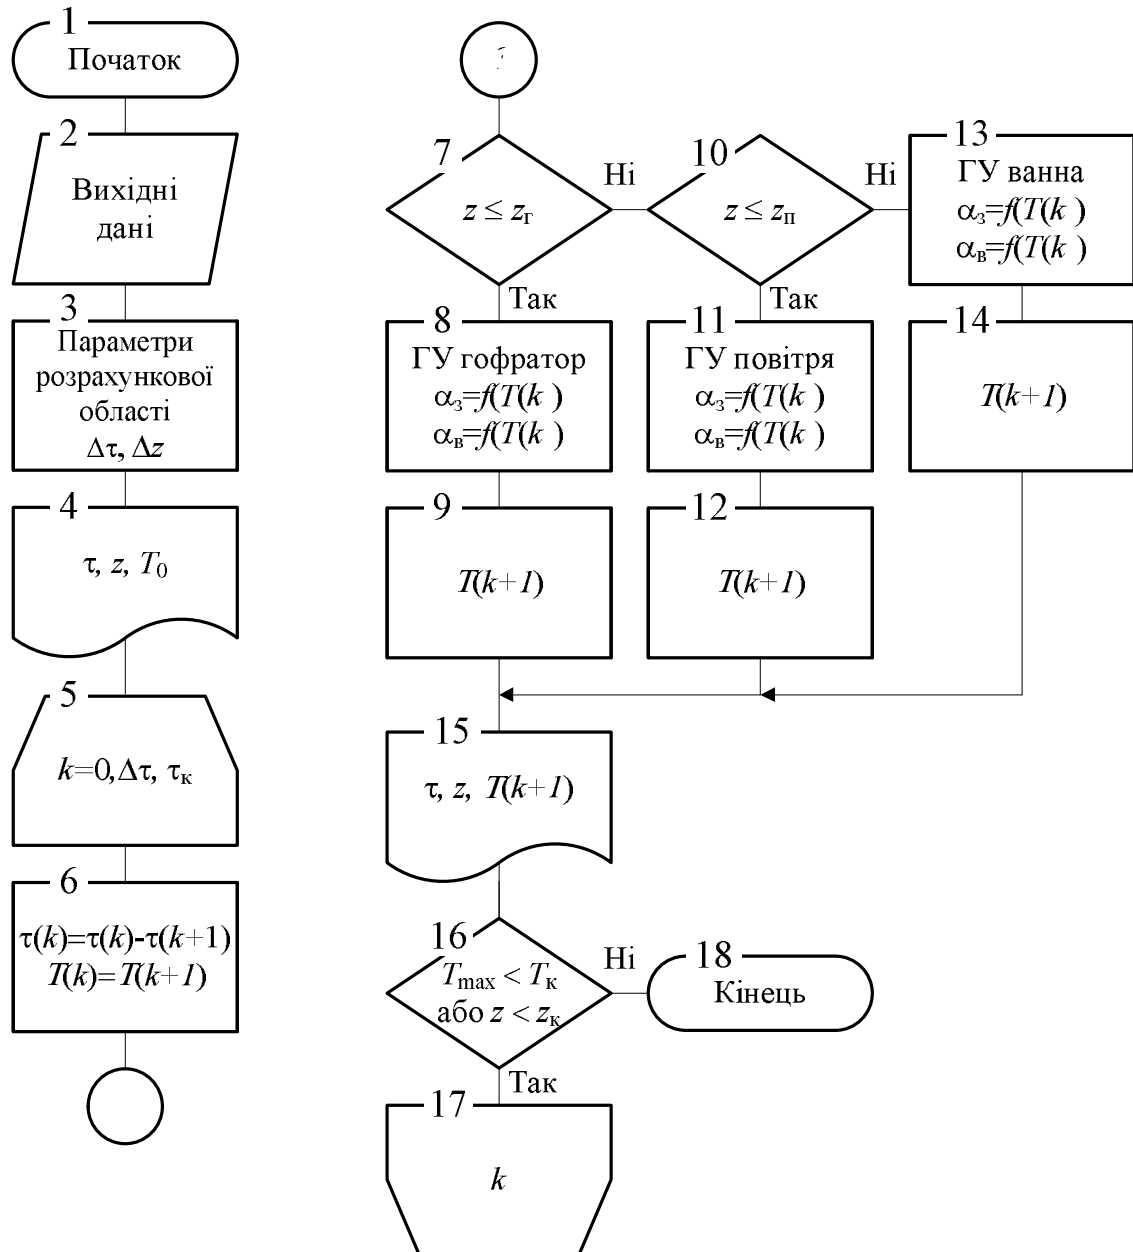 1
Початок
2
Вихідні
дані
3
Параметри
розрахункової
області
Δτ, Δz
4
τ, z, T₀
5
k=0,Δτ, τк
6
τ(k)=τ(k)-τ(k+1)
T(k)=T(k+1)
7
z ≤ zг
Ні
Так
8
ГУ гофратор
αз=f(T(k )
αв=f(T(k )
9
T(k+1)
10
z ≤ zп
Ні
Так
11
ГУ повітря
αз=f(T(k )
αв=f(T(k )
12
T(k+1)
13
ГУ ванна
αз=f(T(k )
αв=f(T(k )
14
T(k+1)
15
τ, z, T(k+1)
16
Tmax < Tк
або z < zк
Ні
Так
18
Кінець
17
k